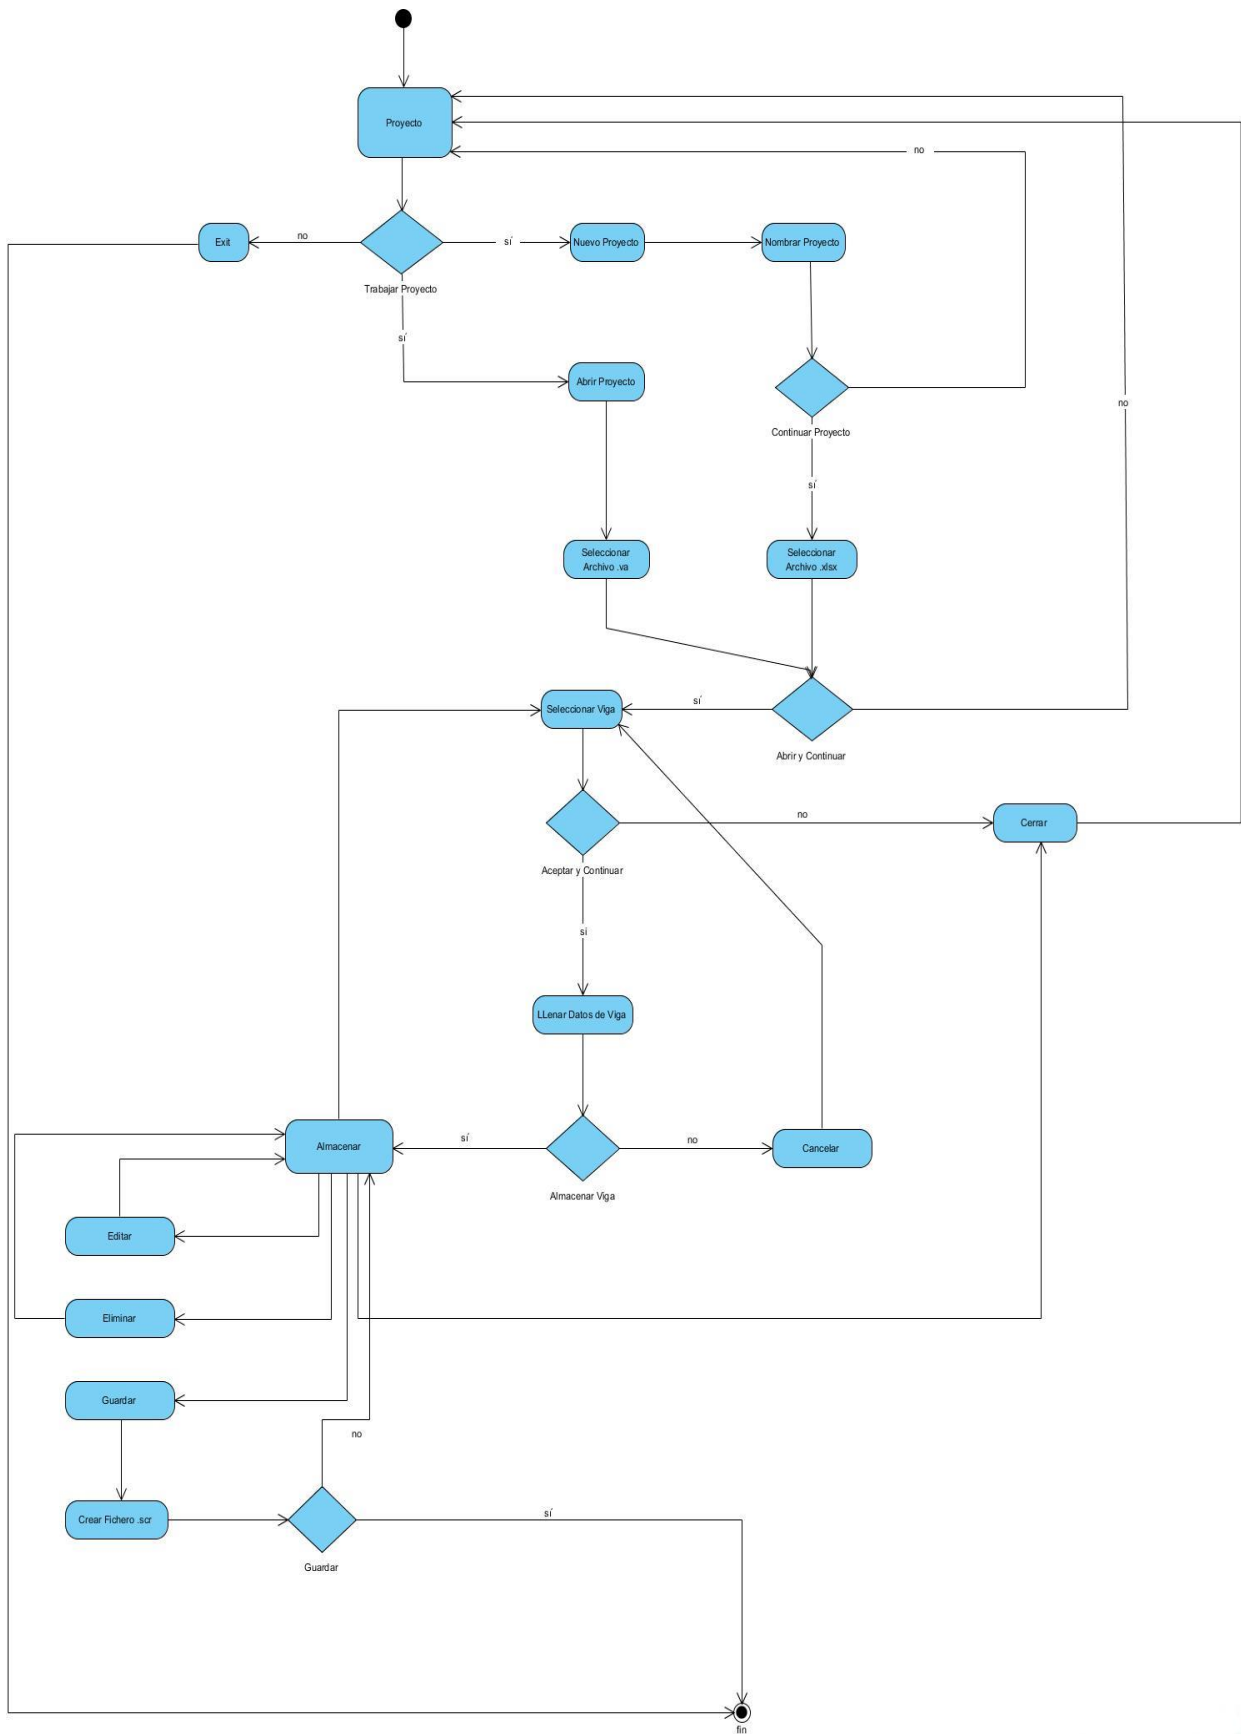 Proyecto
no
Exit
no
sí
Nuevo Proyecto
Nombrar Proyecto
Trabajar Proyecto
sí
Abrir Proyecto
no
Continuar Proyecto
sí
Seleccionar
Archivo .va
Seleccionar
Archivo .xlsx
Seleccionar Viga
sí
Abrir y Continuar
no
Cerrar
Aceptar y Continuar
si
LLenar Datos de Viga
Almacenar
sí
no
Cancelar
Almacenar Viga
Editar
Eliminar
Guardar
no
Crear Fichero .scr
sí
Guardar
fin